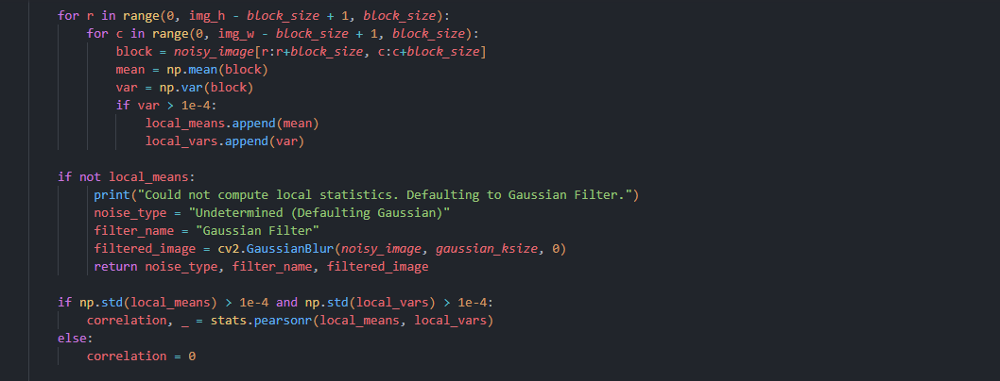 for r in range(0, img_h - block_size + 1, block_size):
for c in range(0, img_w - block_size + 1, block_size):
block = noisy_image[r:r+block_size, c:c+block_size]
mean = np.mean(block)
var = np.var(block)
if var > 1e-4:
local_means.append(mean)
local_vars.append(var)
if not local_means:
print("Could not compute local statistics. Defaulting to Gaussian Filter.")
noise_type = "Undetermined (Defaulting Gaussian)"
filter_name = "Gaussian Filter"
filtered_image = cv2.GaussianBlur(noisy_image, gaussian_ksize, 0)
return noise_type, filter_name, filtered_image
if np.std(local_means) > 1e-4 and np.std(local_vars) > 1e-4:
correlation, _ = stats.pearsonr(local_means, local_vars)
else:
correlation = 0